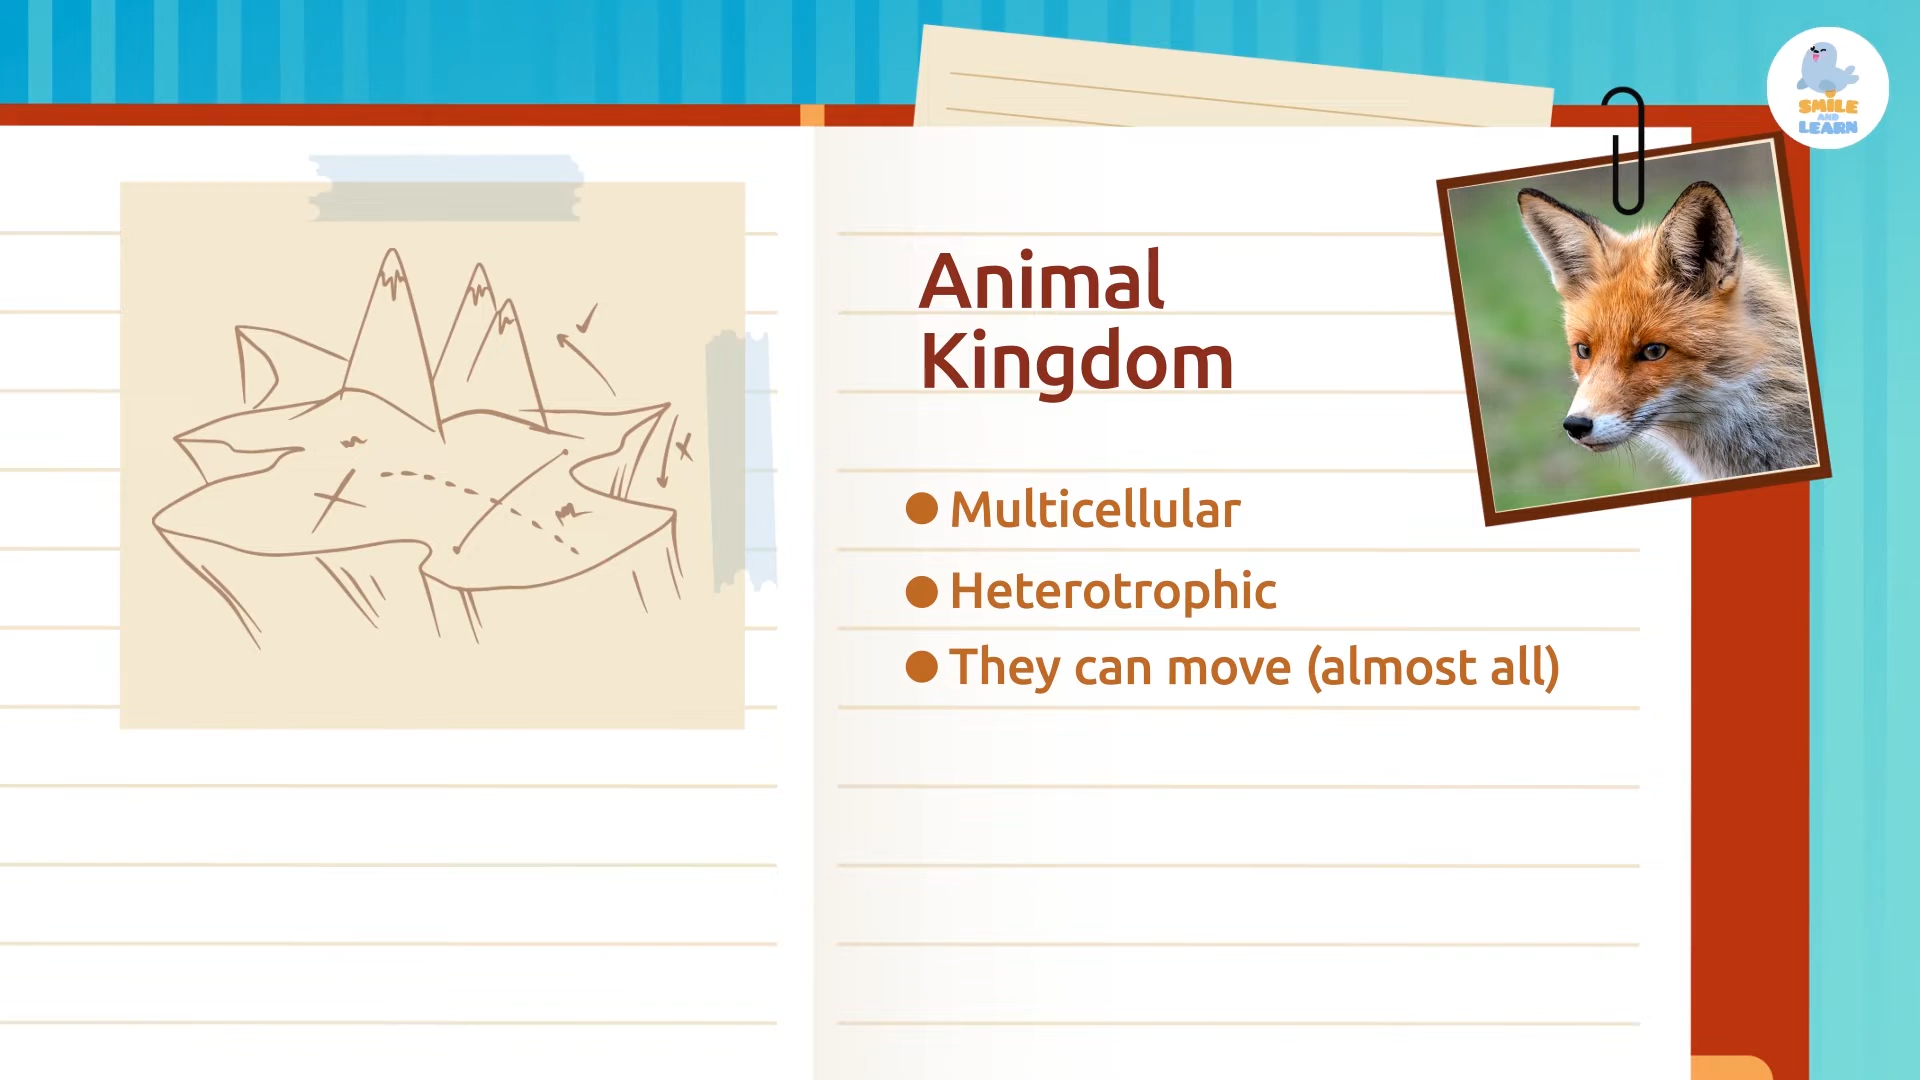 SMILE
AND
LEARN
Animal
Kingdom
Multicellular
Heterotrophic
They can move (almost all)